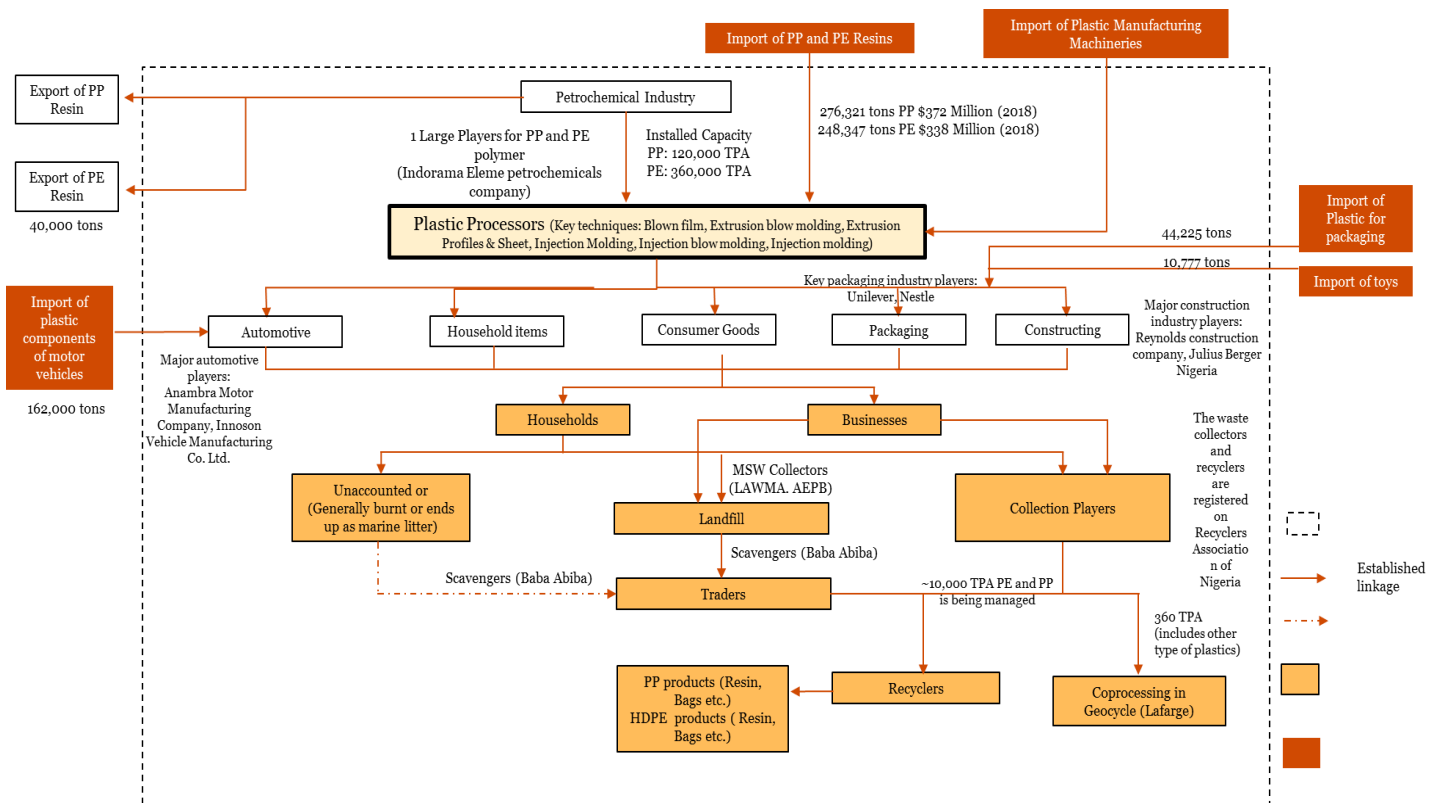 Import of PP and PE Resins
Import of Plastic Manufacturing
Machineries
Export of PP
Resin
Petrochemical Industry
276,321 tons PP $372 Million (2018)
248,347 tons PE $338 Million (2018)
1 Large Players for PP and PE
polymer
(Indorama Eleme petrochemicals
company)
Installed Capacity
PP: 120,000 TPA
PE: 360,000 TPA
Export of PE
Resin
40,000 tons
Plastic Processors (Key techniques: Blown film, Extrusion blow molding, Extrusion
Profiles & Sheet, Injection Molding, Injection blow molding, Injection molding)
Import of
Plastic for
packaging
44,225 tons
10,777 tons
Import of toys
Key packaging industry players:
Unilever, Nestle
Import of
plastic
components
of motor
vehicles
162,000 tons
Automotive
Household items
Consumer Goods
Packaging
Constructing
Major construction
industry players:
Reynolds construction
company, Julius Berger
Nigeria
Major automotive
players:
Anambra Motor
Manufacturing
Company, Innoson
Vehicle Manufacturing
Co. Ltd.
Households
Businesses
The waste
collectors
and
recyclers
are
registered
on
Recyclers
Associatio
n of
Nigeria
MSW Collectors
(LAWMA. AEPB)
Unaccounted or
(Generally burnt or ends
up as marine litter)
Landfill
Collection Players
Scavengers (Baba Abiba)
Scavengers (Baba Abiba)
Traders
~10,000 TPA PE and PP
is being managed
360 TPA
(includes other
type of plastics)
Established
linkage
PP products (Resin,
Bags etc.)
HDPE products ( Resin,
Bags etc.)
Recyclers
Coprocessing in
Geocycle (Lafarge)